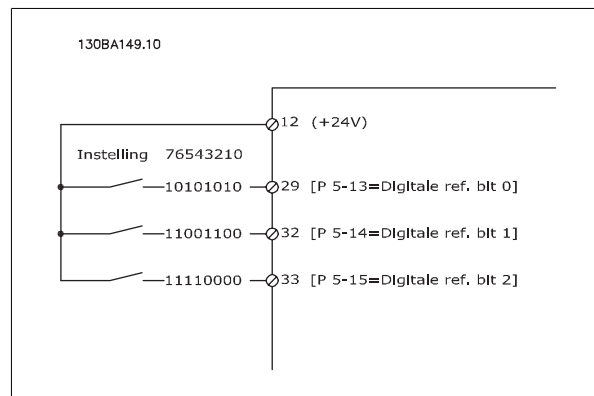 130BA149.10
12 (+24V)
Instelling 76543210
10101010 29 [P 5-13=Digitale ref. bit 0]
11001100 32 [P 5-14=Digitale ref. bit 1]
11110000 33 [P 5-15=Digitale ref. bit 2]